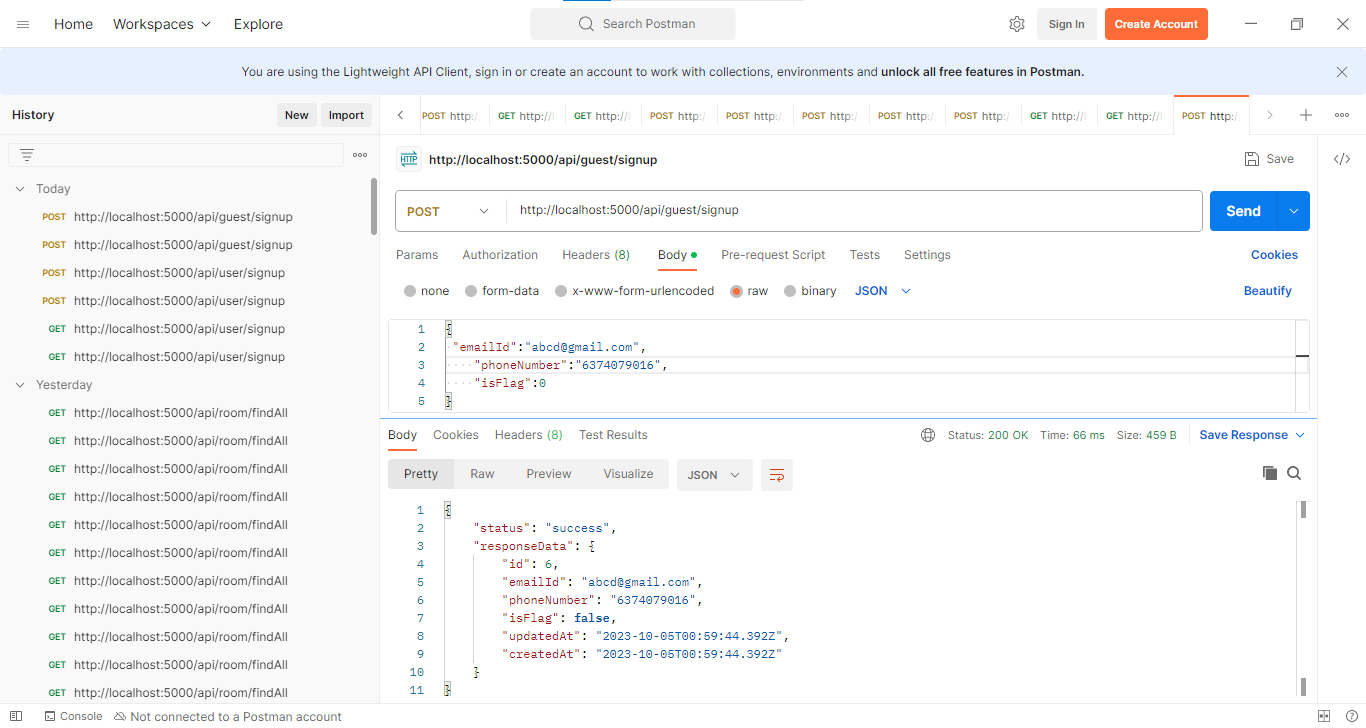 Home Workspaces Explore Search Postman Sign In Create Account
You are using the Lightweight API Client, sign in or create an account to work with collections, environments and unlock all free features in Postman.
History New Import
POST http:/ GET http://l GET http://l POST http:/ POST http:/ POST http:/ POST http:/ POST http:/ GET http://l GET http://l POST http:/
Today
POST http://localhost:5000/api/guest/signup
POST http://localhost:5000/api/guest/signup
POST http://localhost:5000/api/user/signup
POST http://localhost:5000/api/user/signup
GET http://localhost:5000/api/user/signup
GET http://localhost:5000/api/user/signup
Yesterday
GET http://localhost:5000/api/room/findAll
GET http://localhost:5000/api/room/findAll
GET http://localhost:5000/api/room/findAll
GET http://localhost:5000/api/room/findAll
GET http://localhost:5000/api/room/findAll
GET http://localhost:5000/api/room/findAll
GET http://localhost:5000/api/room/findAll
GET http://localhost:5000/api/room/findAll
GET http://localhost:5000/api/room/findAll
GET http://localhost:5000/api/room/findAll
GET http://localhost:5000/api/room/findAll
HTTP http://localhost:5000/api/guest/signup Save </>
POST http://localhost:5000/api/guest/signup Send
Params Authorization Headers (8) Body Pre-request Script Tests Settings Cookies
none form-data x-www-form-urlencoded raw binary JSON Beautify
1 {
2 "emailId":"abcd@gmail.com",
3 "phoneNumber":"6374079016",
4 "isFlag":0
5 }
Body Cookies Headers (8) Test Results Status: 200 OK Time: 66 ms Size: 459 B Save Response
Pretty Raw Preview Visualize JSON
1 {
2 "status": "success",
3 "responseData": {
4 "id": 6,
5 "emailId": "abcd@gmail.com",
6 "phoneNumber": "6374079016",
7 "isFlag": false,
8 "updatedAt": "2023-10-05T00:59:44.392Z",
9 "createdAt": "2023-10-05T00:59:44.392Z"
10 }
11 }
Console Not connected to a Postman account